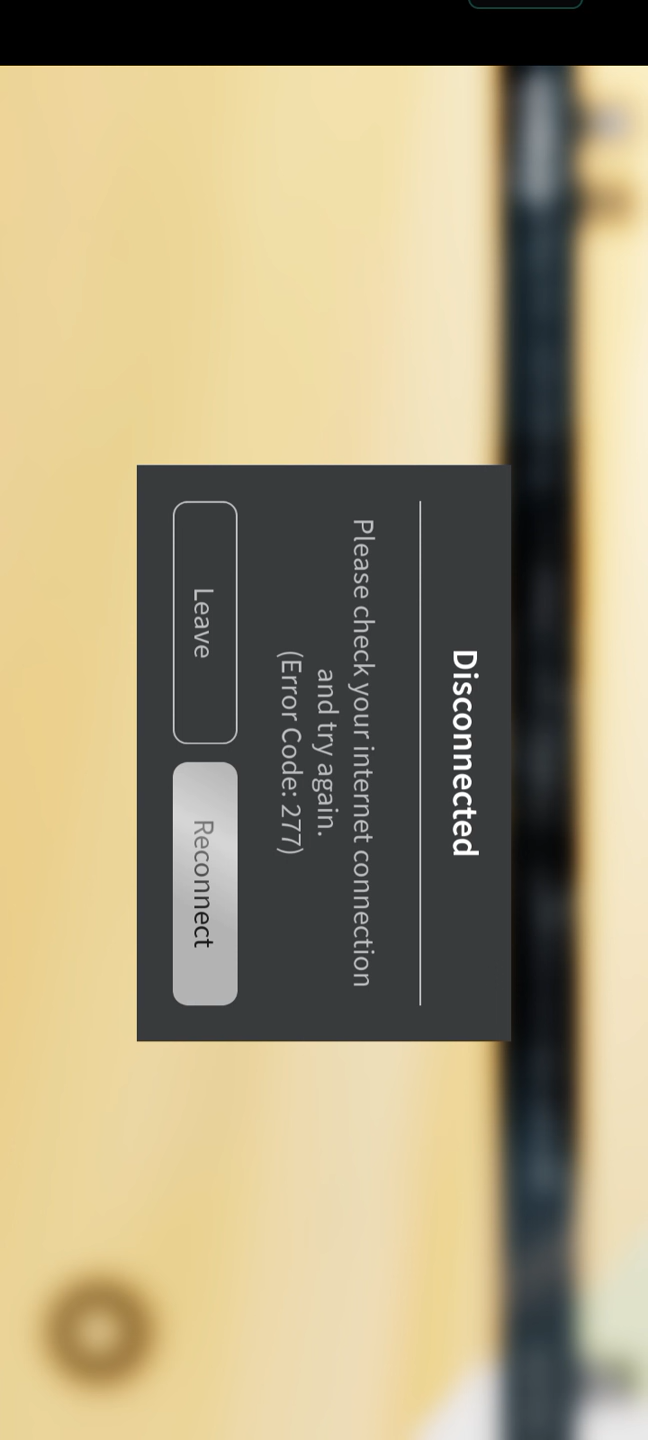 Disconnected
Please check your internet connection
and try again.
(Error Code: 277)
Leave
Reconnect